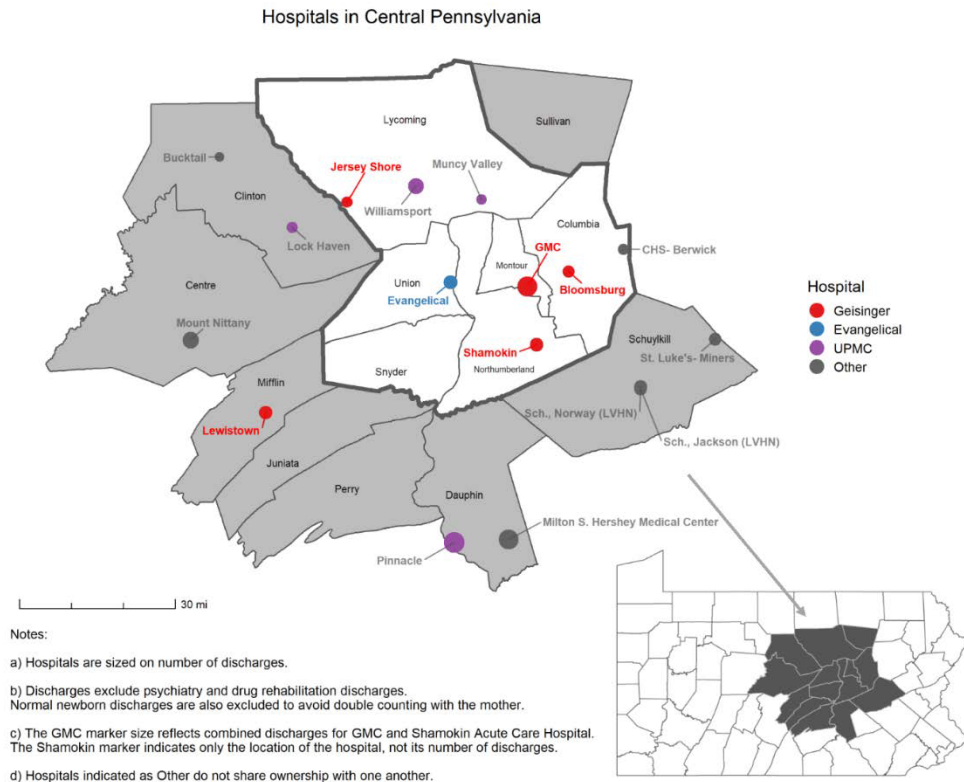 Hospitals in Central Pennsylvania
Lycoming
Sullivan
Bucktail
Jersey Shore
Muncy Valley
Clinton
Williamsport
Columbia
Lock Haven
GMC
CHS- Berwick
Montour
Centre
Union
Evangelical
Bloomsburg
Mount Nittany
Shamokin
Schuylkill
St. Luke's- Miners
Snyder
Northumberland
Mifflin
Lewistown
Sch., Norway (LVHN)
Sch., Jackson (LVHN)
Juniata
Perry
Dauphin
Milton S. Hershey Medical Center
Pinnacle
Hospital
Geisinger
Evangelical
UPMC
Other
30 mi
Notes:
a) Hospitals are sized on number of discharges.
b) Discharges exclude psychiatry and drug rehabilitation discharges.
Normal newborn discharges are also excluded to avoid double counting with the mother.
c) The GMC marker size reflects combined discharges for GMC and Shamokin Acute Care Hospital.
The Shamokin marker indicates only the location of the hospital, not its number of discharges.
d) Hospitals indicated as Other do not share ownership with one another.